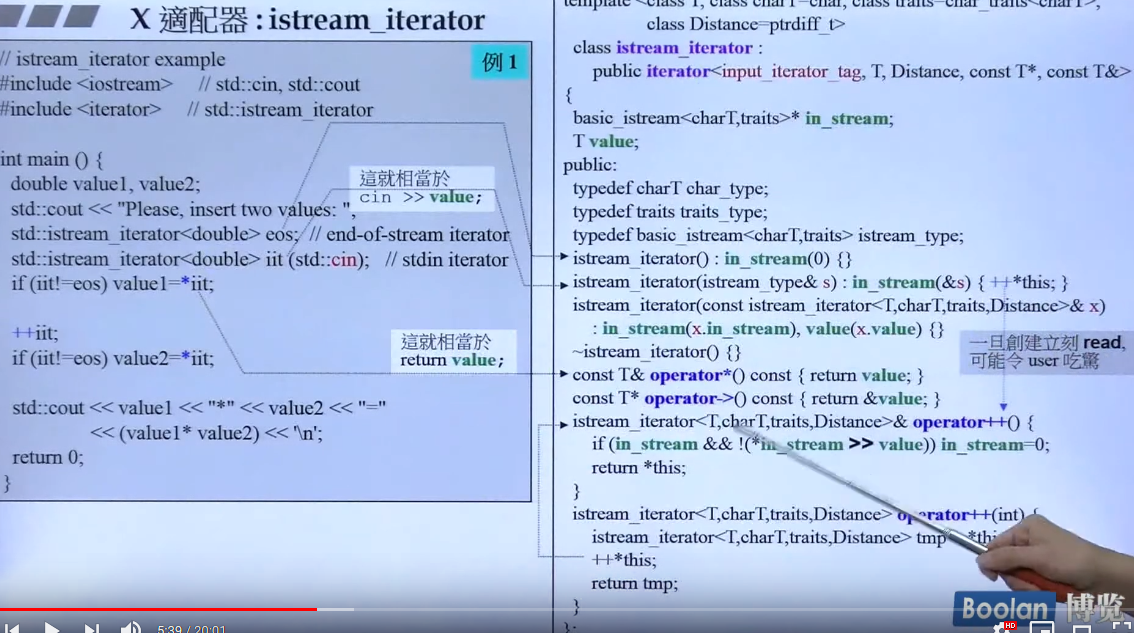 X 適配器 : istream_iterator
// istream_iterator example
例 1
#include <iostream> // std::cin, std::cout
#include <iterator> // std::istream_iterator
int main () {
double value1, value2;
std::cout << "Please, insert two values: ";
std::istream_iterator<double> eos; // end-of-stream iterator
std::istream_iterator<double> iit (std::cin); // stdin iterator
if (iit!=eos) value1=*iit;
++iit;
if (iit!=eos) value2=*iit;
std::cout << value1 << "*" << value2 << "="
<< (value1* value2) << '\n';
return 0;
}
這就相當於
cin >> value;
這就相當於
return value;
template <class T, class charT=char, class traits=char_traits<charT>,
class Distance=ptrdiff_t>
class istream_iterator :
public iterator<input_iterator_tag, T, Distance, const T*, const T&>
{
basic_istream<charT,traits>* in_stream;
T value;
public:
typedef charT char_type;
typedef traits traits_type;
typedef basic_istream<charT,traits> istream_type;
istream_iterator() : in_stream(0) {}
istream_iterator(istream_type& s) : in_stream(&s) { ++*this; }
istream_iterator(const istream_iterator<T,charT,traits,Distance>& x)
: in_stream(x.in_stream), value(x.value) {}
~istream_iterator() {}
一旦創建立刻 read,
可能令 user 吃驚
const T& operator*() const { return value; }
const T* operator->() const { return &value; }
istream_iterator<T,charT,traits,Distance>& operator++() {
if (in_stream && !(*in_stream >> value)) in_stream=0;
return *this;
}
istream_iterator<T,charT,traits,Distance> operator++(int) {
istream_iterator<T,charT,traits,Distance> tmp *thi
++*this;
return tmp;
}
};
Boolan 博览
5:39 / 20:01
HD